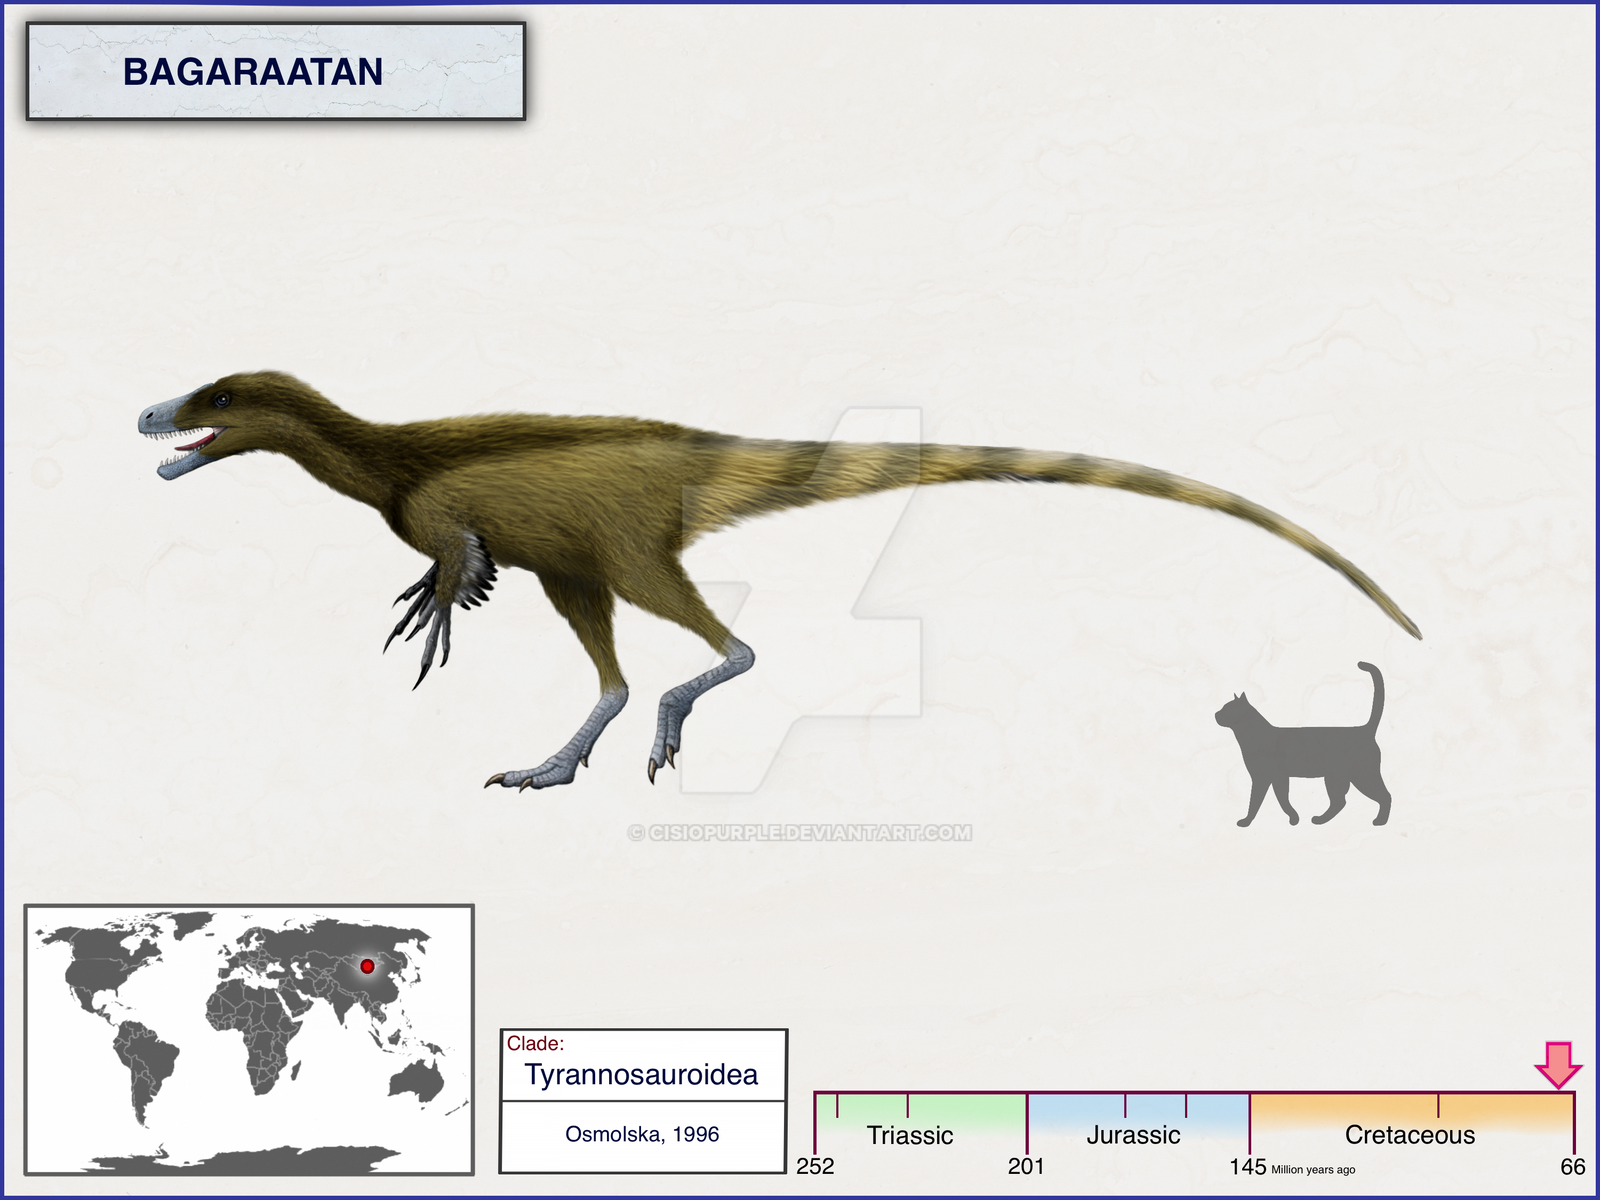 BAGARAATAN
© CISIOPURPLE.DEVIANTART.COM
Clade:
Tyrannosauroidea
Osmolska, 1996
Triassic
Jurassic
Cretaceous
252
201
145 Million years ago
66